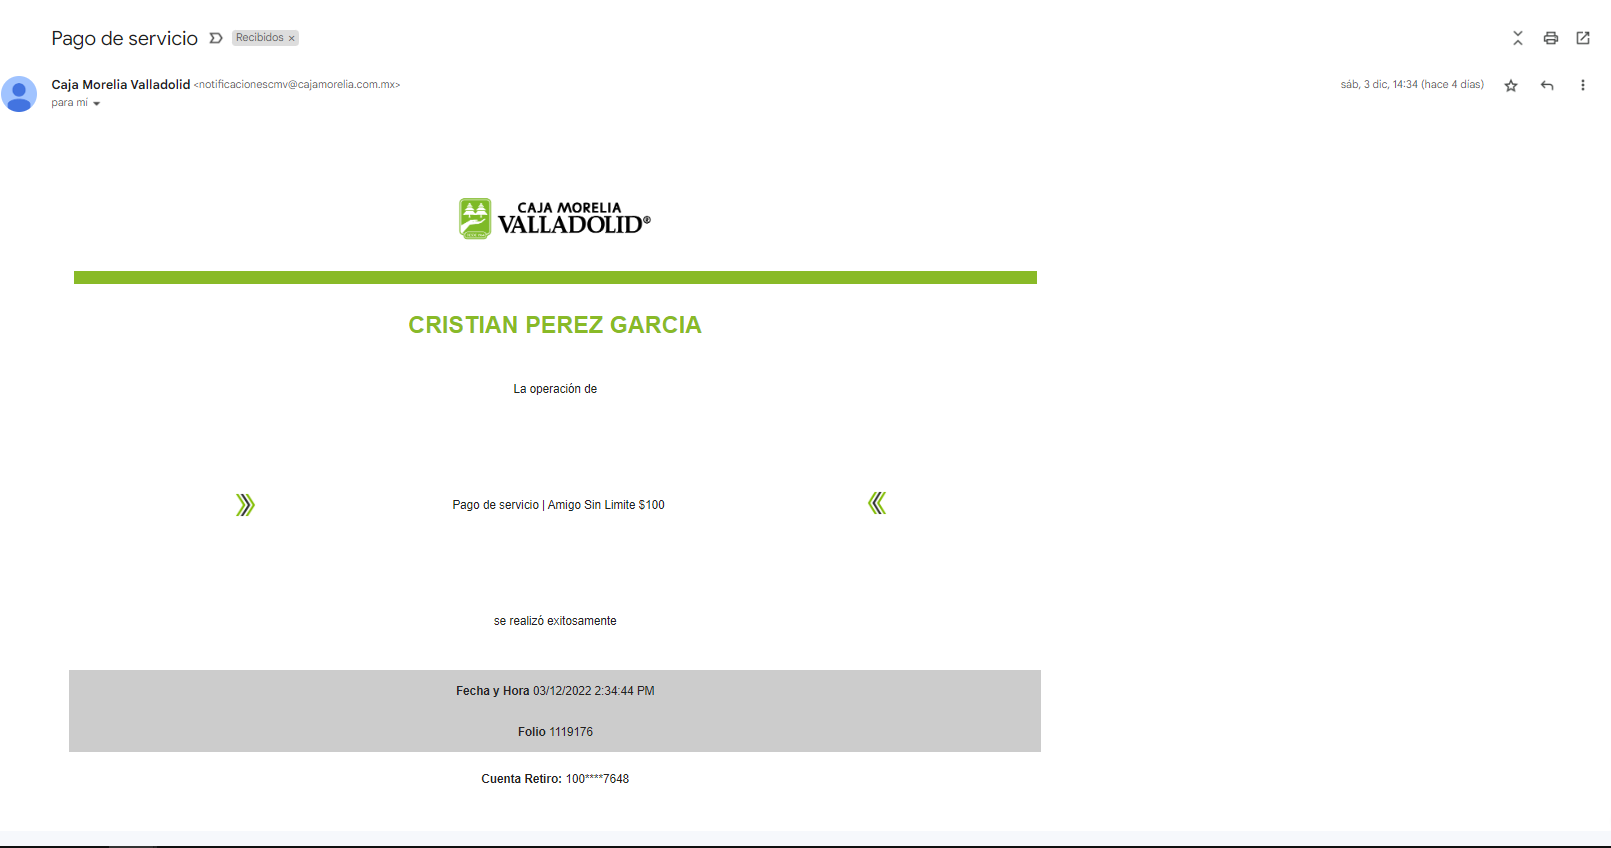 Pago de servicio
Recibidos ×
Caja Morelia Valladolid <notificacionescmv@cajamorelia.com.mx>
sáb, 3 dic, 14:34 (hace 4 días)
para mí
CAJA MORELIA
VALLADOLID®
CRISTIAN PEREZ GARCIA
La operación de
Pago de servicio | Amigo Sin Limite $100
se realizó exitosamente
Fecha y Hora 03/12/2022 2:34:44 PM
Folio 1119176
Cuenta Retiro: 100****7648